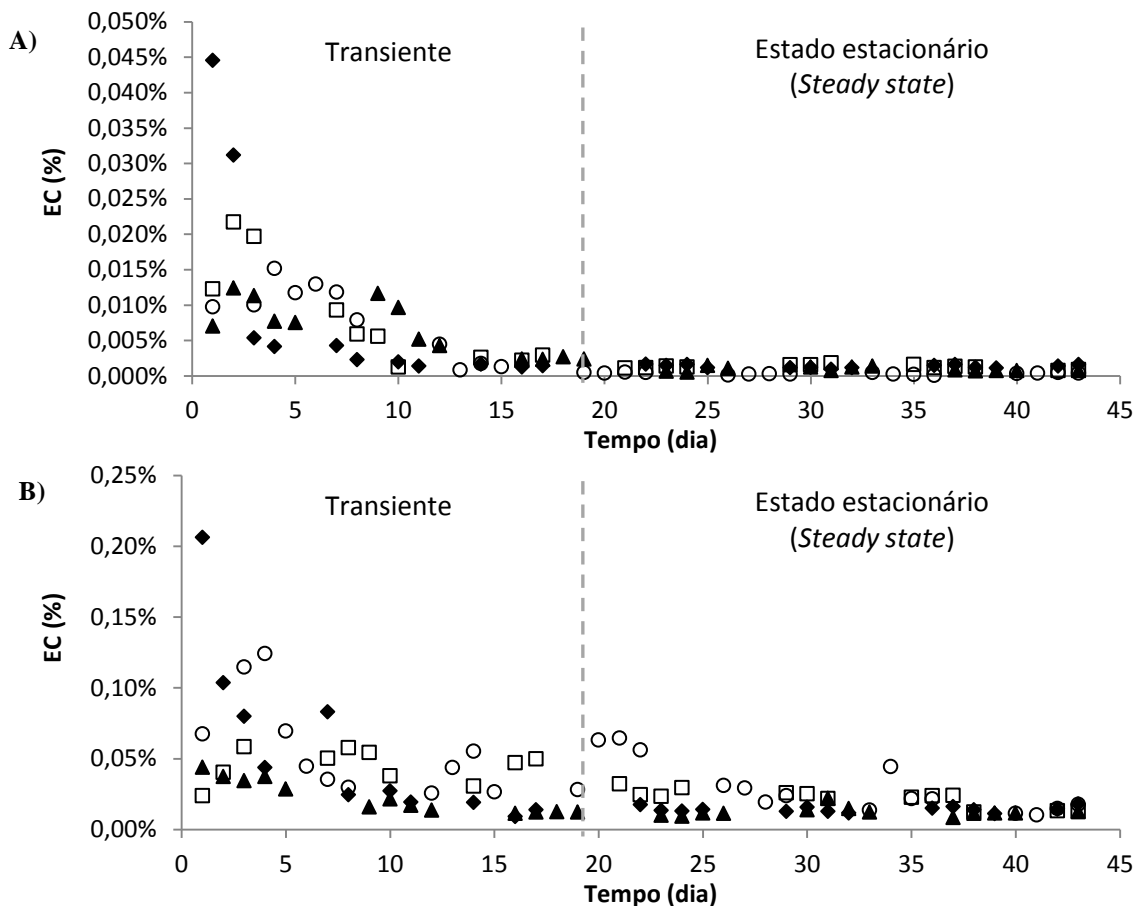 A)
EC (%)
0,050%
0,045%
0,040%
0,035%
0,030%
0,025%
0,020%
0,015%
0,010%
0,005%
0,000%
Transiente
Estado estacionário
(Steady state)
0 5 10 15 20 25 30 35 40 45
Tempo (dia)
B)
EC (%)
0,25%
0,20%
0,15%
0,10%
0,05%
0,00%
Transiente
Estado estacionário
(Steady state)
0 5 10 15 20 25 30 35 40 45
Tempo (dia)